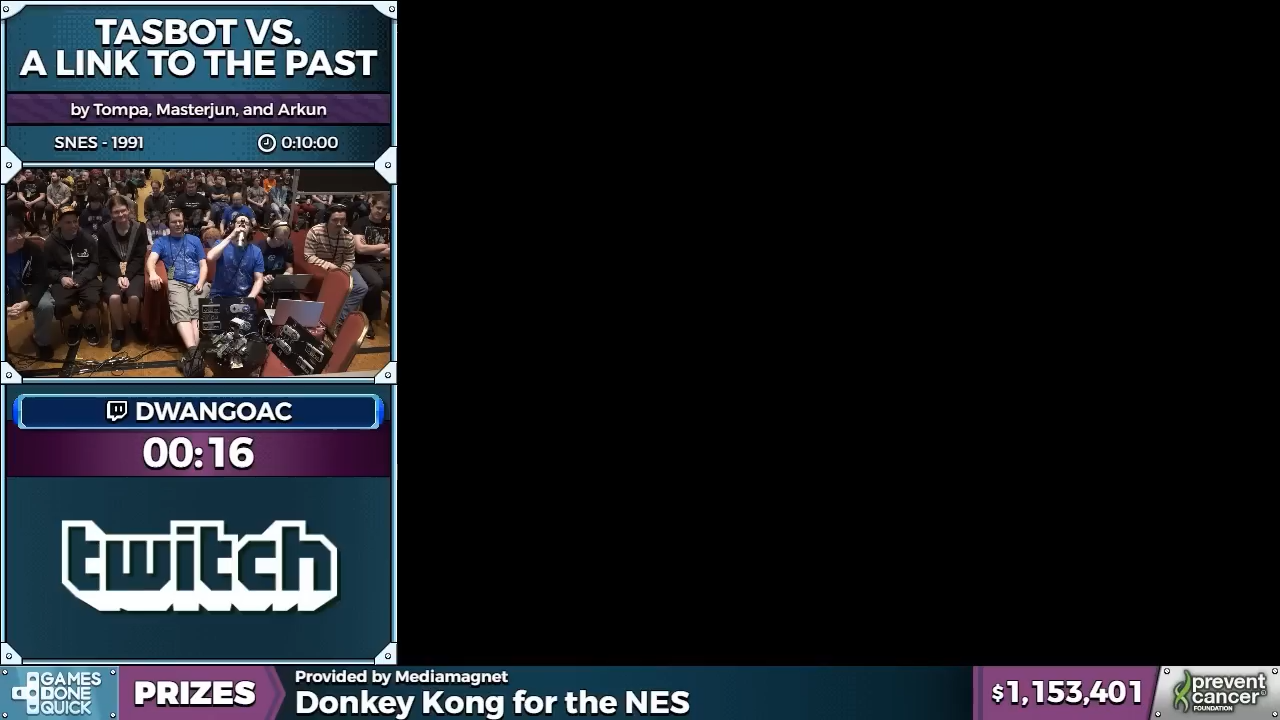 TASBOT VS.
A LINK TO THE PAST
by Tompa, Masterjun, and Arkun
SNES - 1991
0:10:00
DWANGOAC
00:16
twitch
GAMES
DONE
QUICK
PRIZES
Provided by Mediamagnet
Donkey Kong for the NES
$1,153,401
prevent
cancer
FOUNDATION